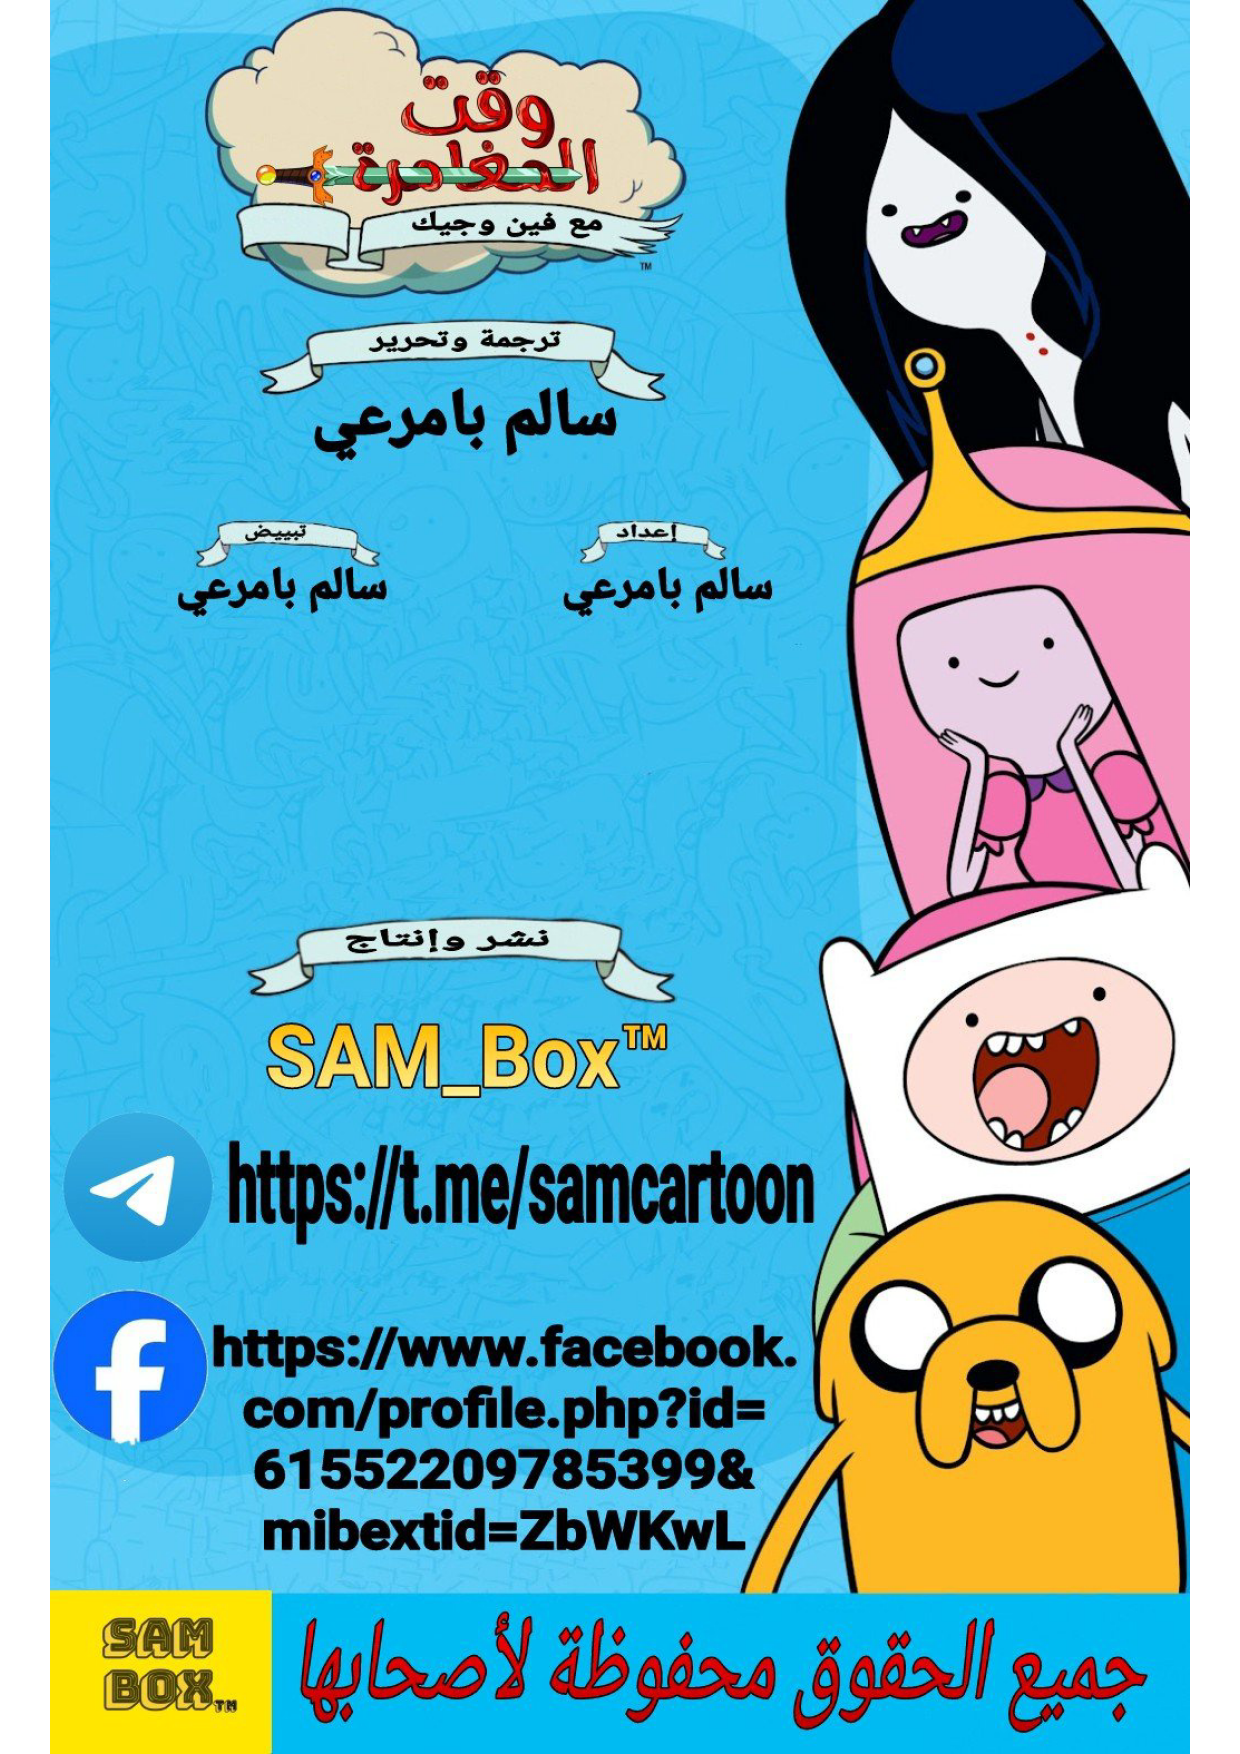 وقت
المغامرة
مع فين وجيك
TM
ترجمة وتحرير
سالم بامرعي
إعداد
سالم بامرعي
تبييض
سالم بامرعي
نشر وإنتاج
SAM_Box™
https://t.me/samcartoon
https://www.facebook.
com/profile.php?id=
61552209785399&
mibextid=ZbWKwL
SAM
BOX™
جميع الحقوق محفوظة لأصحابها